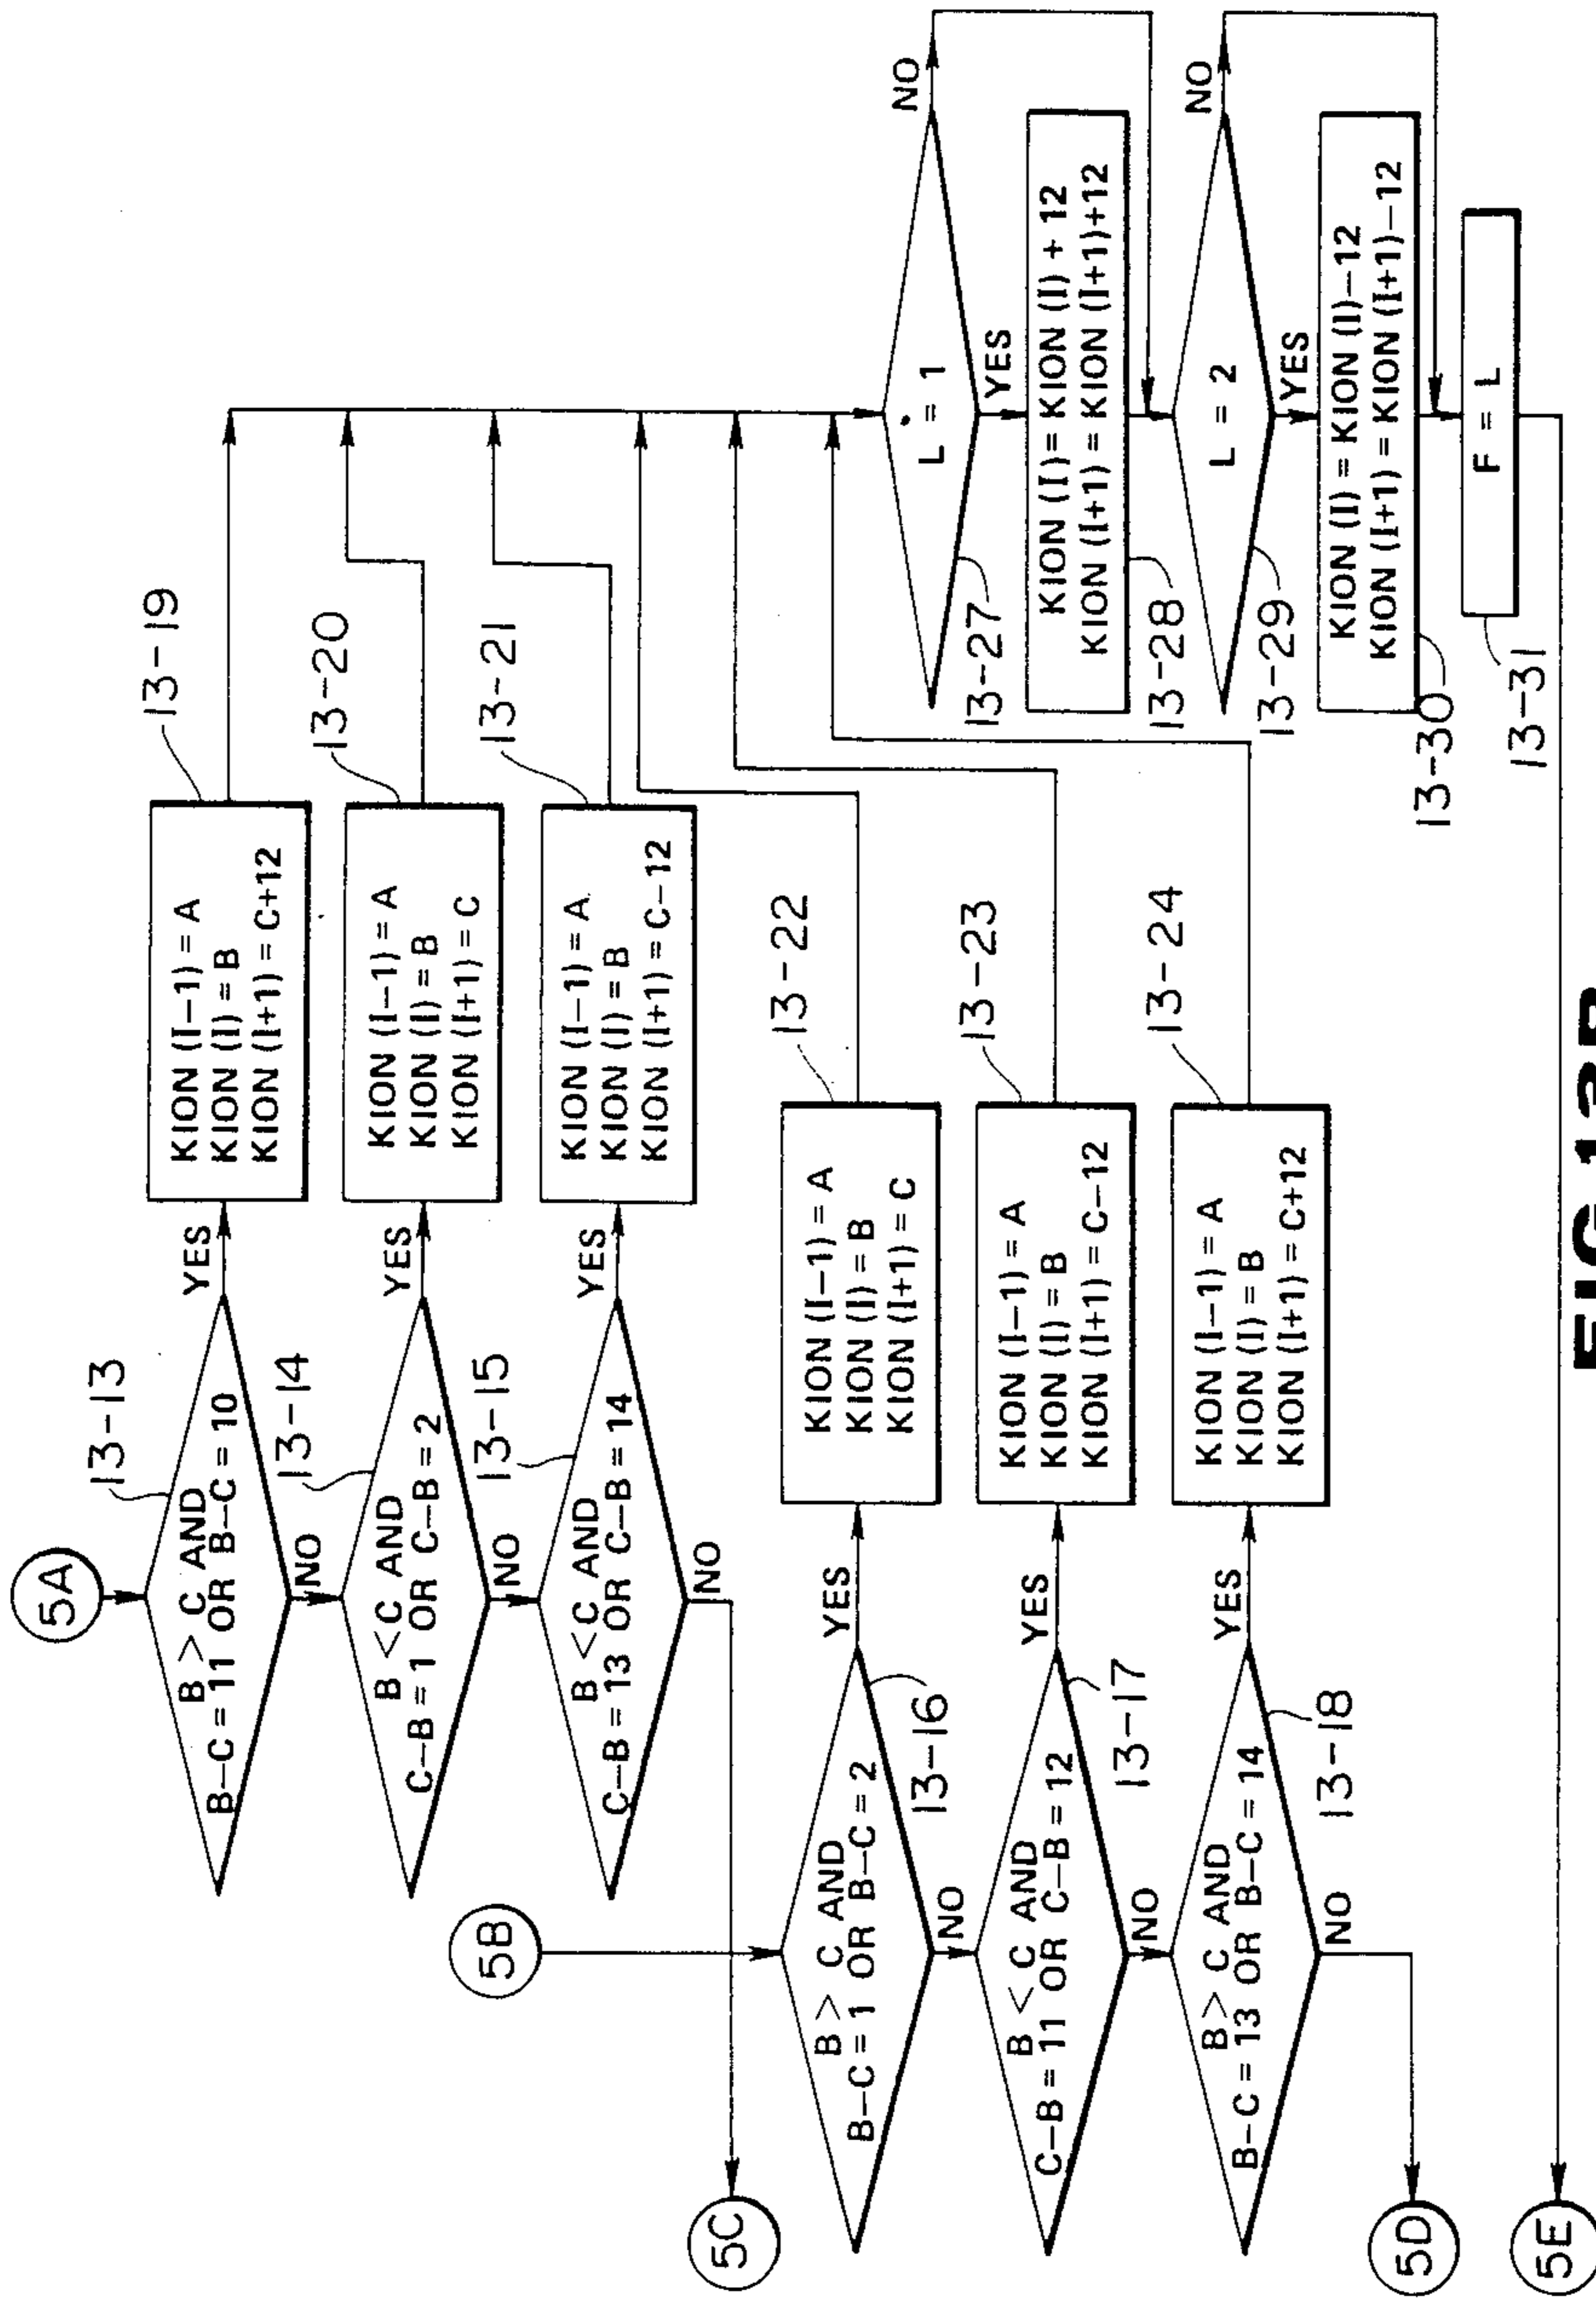 5A
B > C AND
B–C = 11 OR B–C = 10
13-13
YES
NO
KION (I–1) = A
KION (I) = B
KION (I+1) = C+12
13-19
B < C AND
C–B = 1 OR C–B = 2
13-14
YES
NO
KION (I–1) = A
KION (I) = B
KION (I+1) = C
13-20
B < C AND
C–B = 13 OR C–B = 14
13-15
YES
NO
KION (I–1) = A
KION (I) = B
KION (I+1) = C–12
13-21
5C
5B
B > C AND
B–C = 1 OR B–C = 2
13-16
YES
NO
KION (I–1) = A
KION (I) = B
KION (I+1) = C
13-22
B < C AND
C–B = 11 OR C–B = 12
13-17
YES
NO
KION (I–1) = A
KION (I) = B
KION (I+1) = C–12
13-23
B > C AND
B–C = 13 OR B–C = 14
13-18
YES
NO
KION (I–1) = A
KION (I) = B
KION (I+1) = C+12
13-24
5D
L = 1
13-27
NO
YES
KION (I) = KION (I) + 12
KION (I+1) = KION (I+1)+12
13-28
L = 2
13-29
NO
YES
KION (I) = KION (I)–12
KION (I+1) = KION (I+1)–12
13-30
F = L
13-31
5E